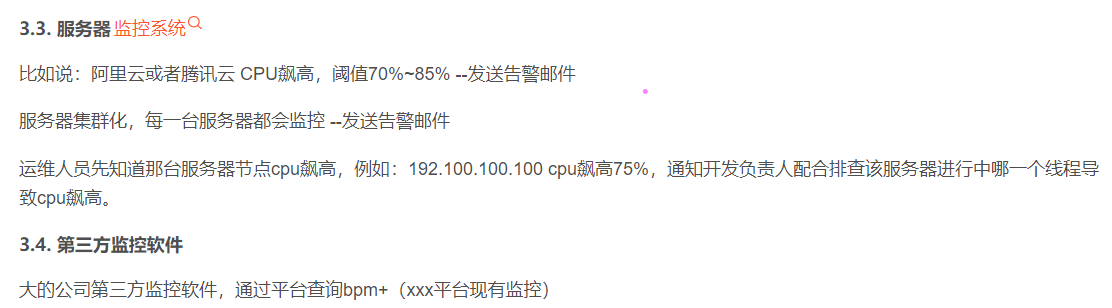 3.3. 服务器监控系统
比如说：阿里云或者腾讯云 CPU飙高，阈值70%~85% --发送告警邮件
服务器集群化，每一台服务器都会监控 --发送告警邮件
运维人员先知道那台服务器节点cpu飙高，例如：192.100.100.100 cpu飙高75%，通知开发负责人配合排查该服务器进行中哪一个线程导
致cpu飙高。
3.4. 第三方监控软件
大的公司第三方监控软件，通过平台查询bpm+（xxx平台现有监控）